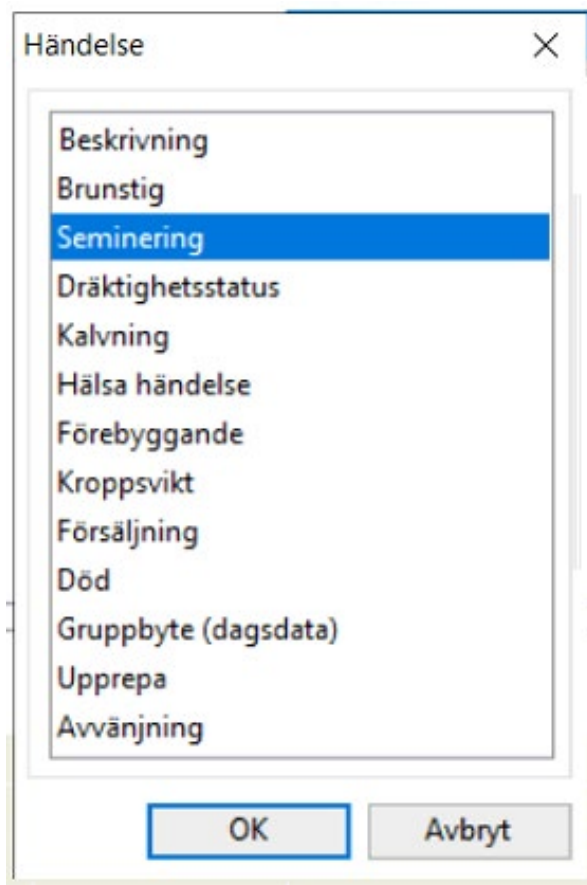 Händelse
Beskrivning
Brunstig
Seminering
Dräktighetsstatus
Kalvning
Hälsa händelse
Förebyggande
Kroppsvikt
Försäljning
Död
Gruppbyte (dagsdata)
Upprepa
Avvänjning
OK Avbryt